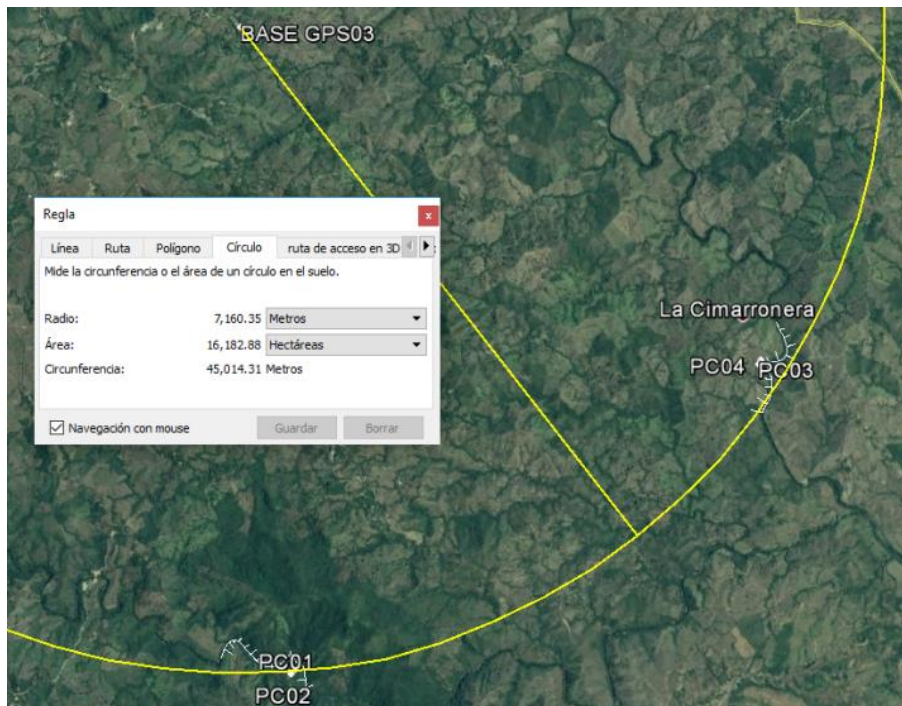 BASE GPS03
Regla
x
Línea Ruta Polígono Círculo ruta de acceso en 3D
Mide la circunferencia o el área de un círculo en el suelo.
Radio: 7,160.35 Metros
Área: 16,182.88 Hectáreas
Circunferencia: 45,014.31 Metros
Navegación con mouse Guardar Borrar
La Cimarronera
PC04 PC03
PC01
PC02